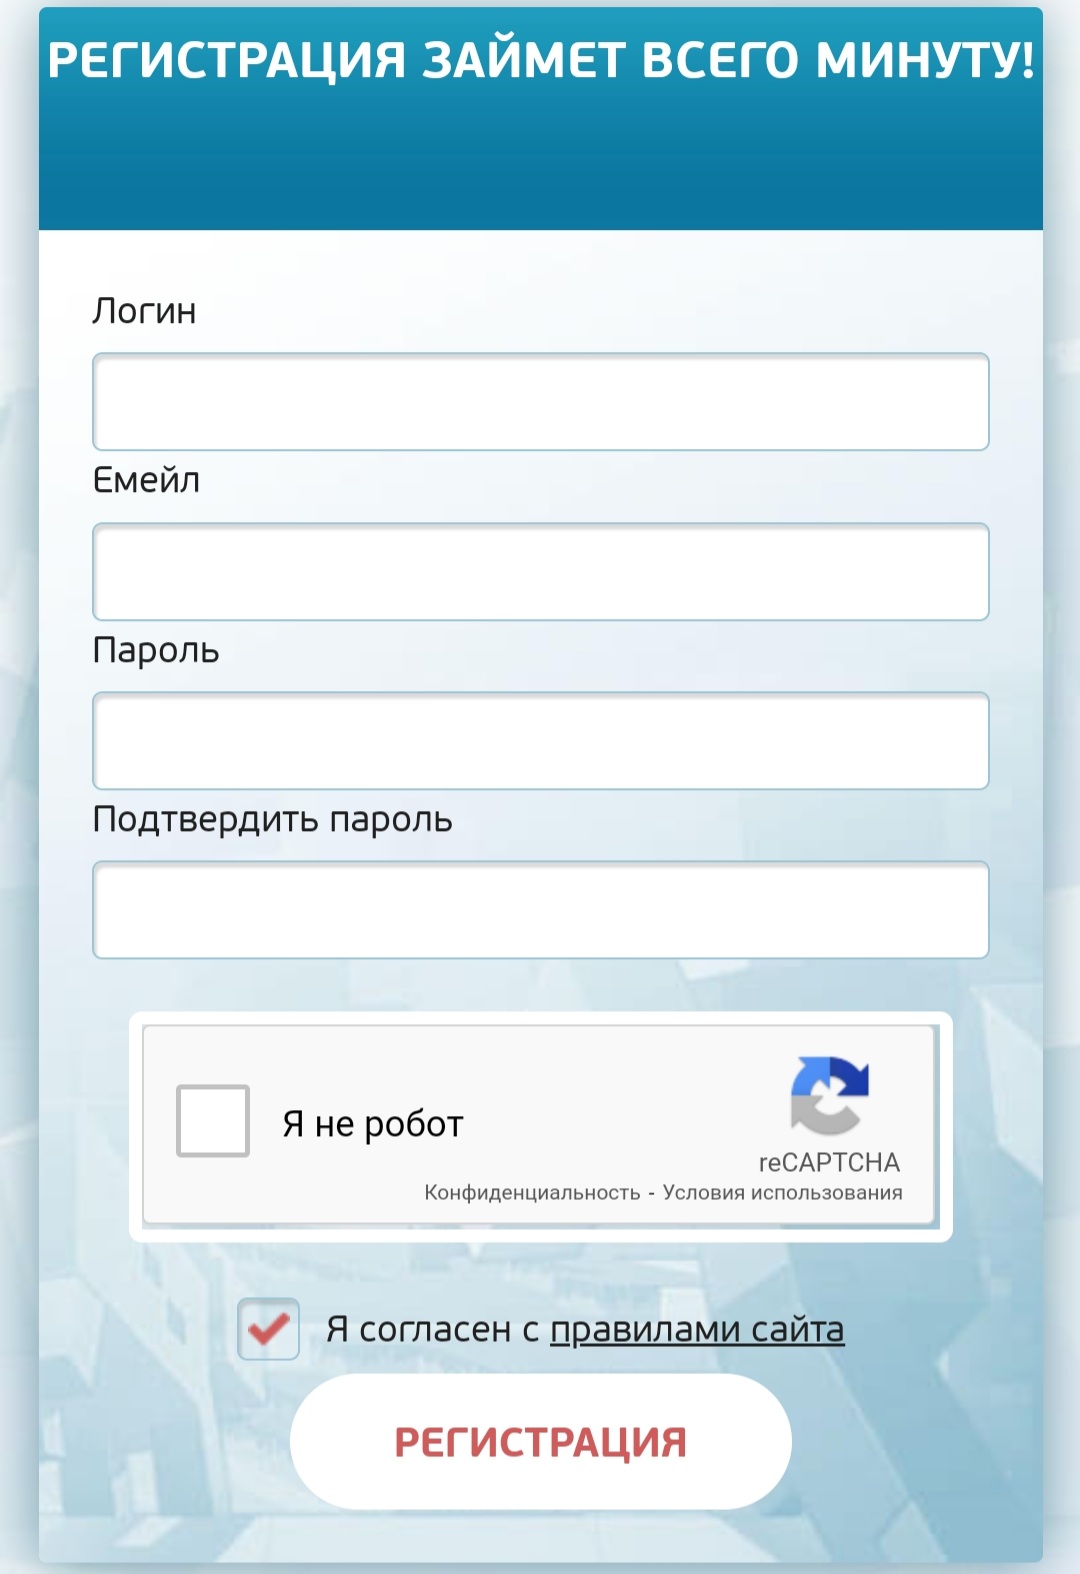 РЕГИСТРАЦИЯ ЗАЙМЕТ ВСЕГО МИНУТУ!
Логин
Емейл
Пароль
Подтвердить пароль
Я не робот
reCAPTCHA
Конфиденциальность - Условия использования
Я согласен с правилами сайта
РЕГИСТРАЦИЯ